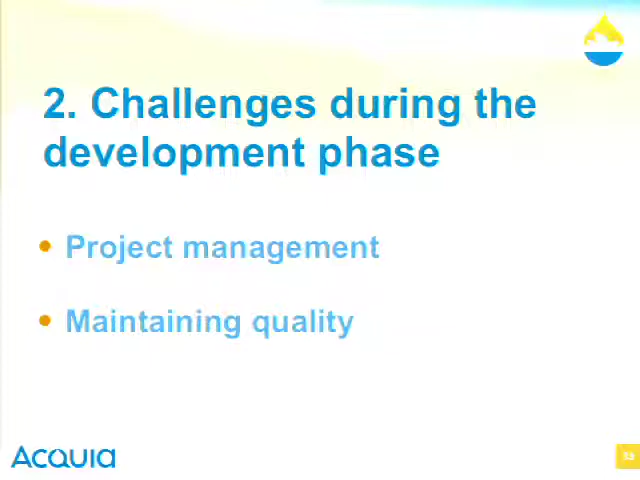 2. Challenges during the
development phase
Project management
Maintaining quality
Acquia